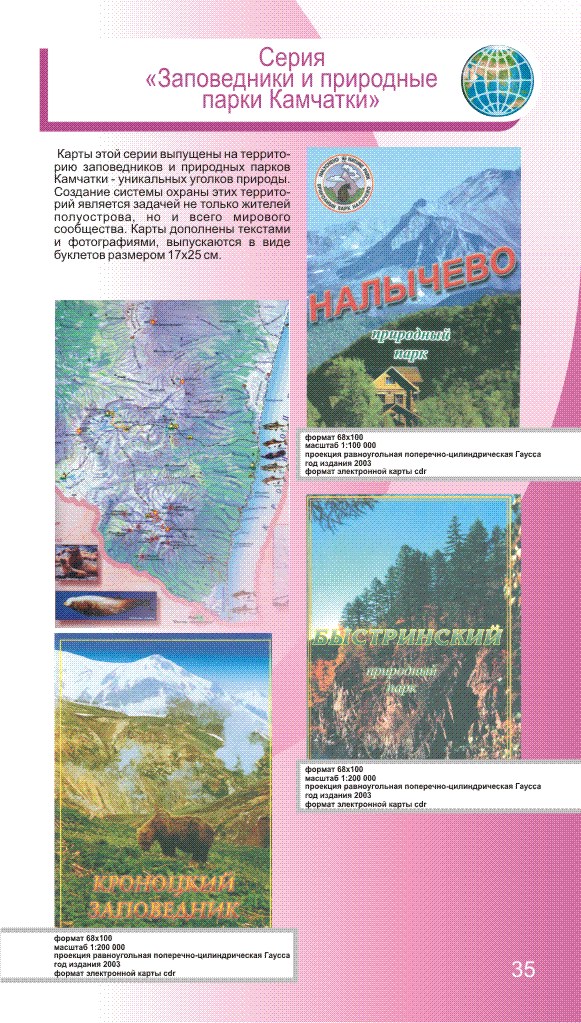 Серия
«Заповедники и природные
парки Камчатки»
Карты этой серии выпущены на террито-
рию заповедников и природных парков
Камчатки - уникальных уголков природы.
Создание системы охраны этих террито-
рий является задачей не только жителей
полуострова, но и всего мирового
сообщества. Карты дополнены текстами
и фотографиями, выпускаются в виде
буклетов размером 17х25 см.
НАЛЫЧЕВО
природный
парк
формат 68х100
масштаб 1:100 000
проекция равноугольная поперечно-цилиндрическая Гаусса
год издания 2003
формат электронной карты cdr
БЫСТРИНСКИЙ
природный
парк
формат 68х100
масштаб 1:200 000
проекция равноугольная поперечно-цилиндрическая Гаусса
год издания 2003
формат электронной карты cdr
КРОНОЦКИЙ
ЗАПОВЕДНИК
формат 68х100
масштаб 1:200 000
проекция равноугольная поперечно-цилиндрическая Гаусса
год издания 2003
формат электронной карты cdr
35